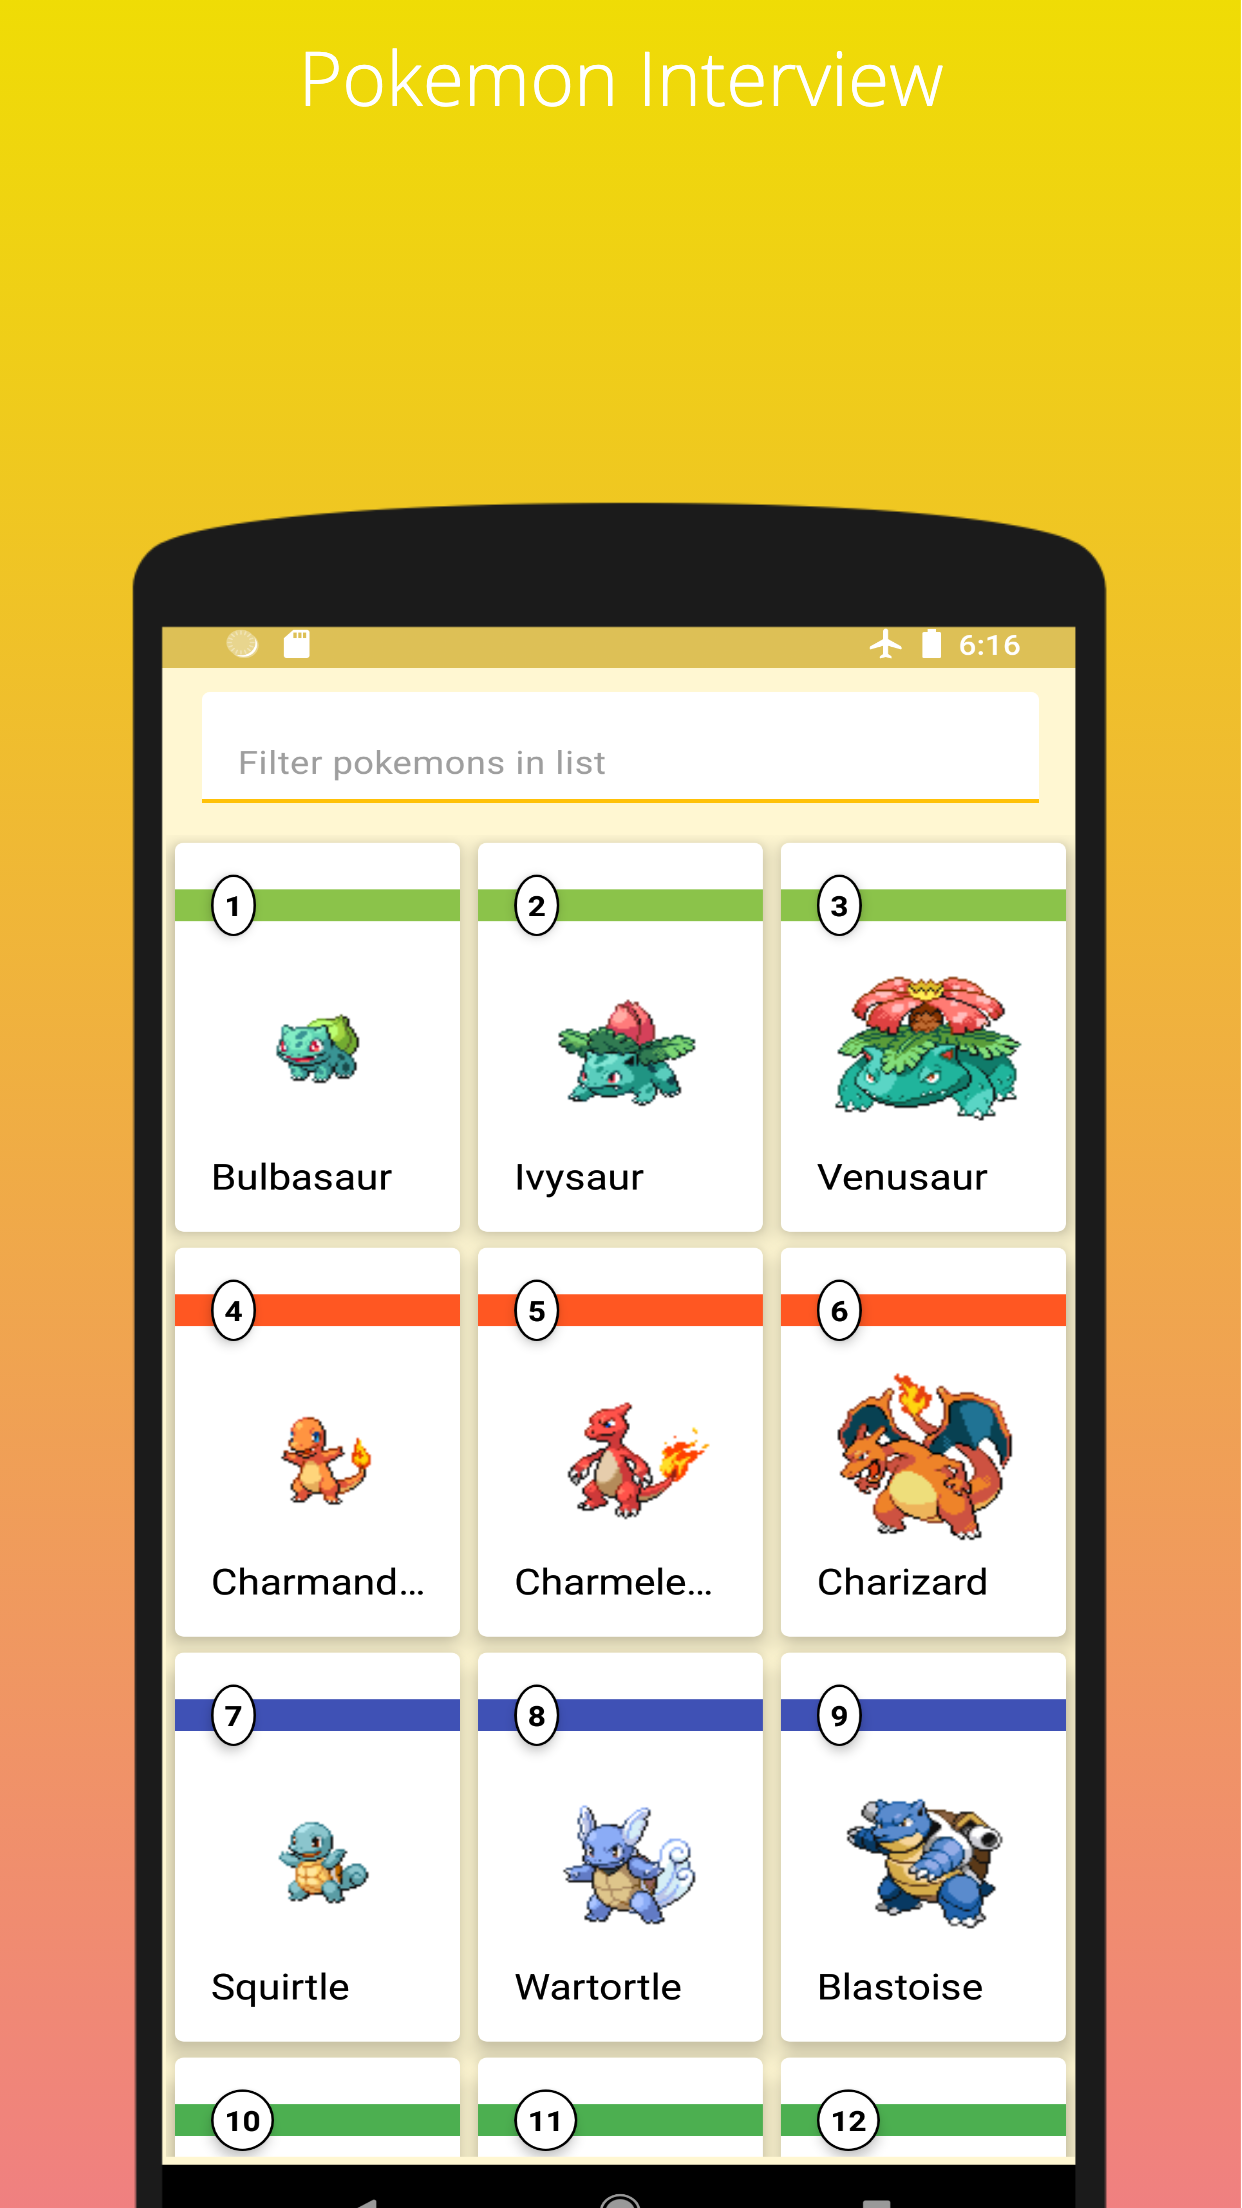 Pokemon Interview
6:16
Filter pokemons in list
1 2 3
Bulbasaur Ivysaur Venusaur
4 5 6
Charmand... Charmele... Charizard
7 8 9
Squirtle Wartortle Blastoise
10 11 12